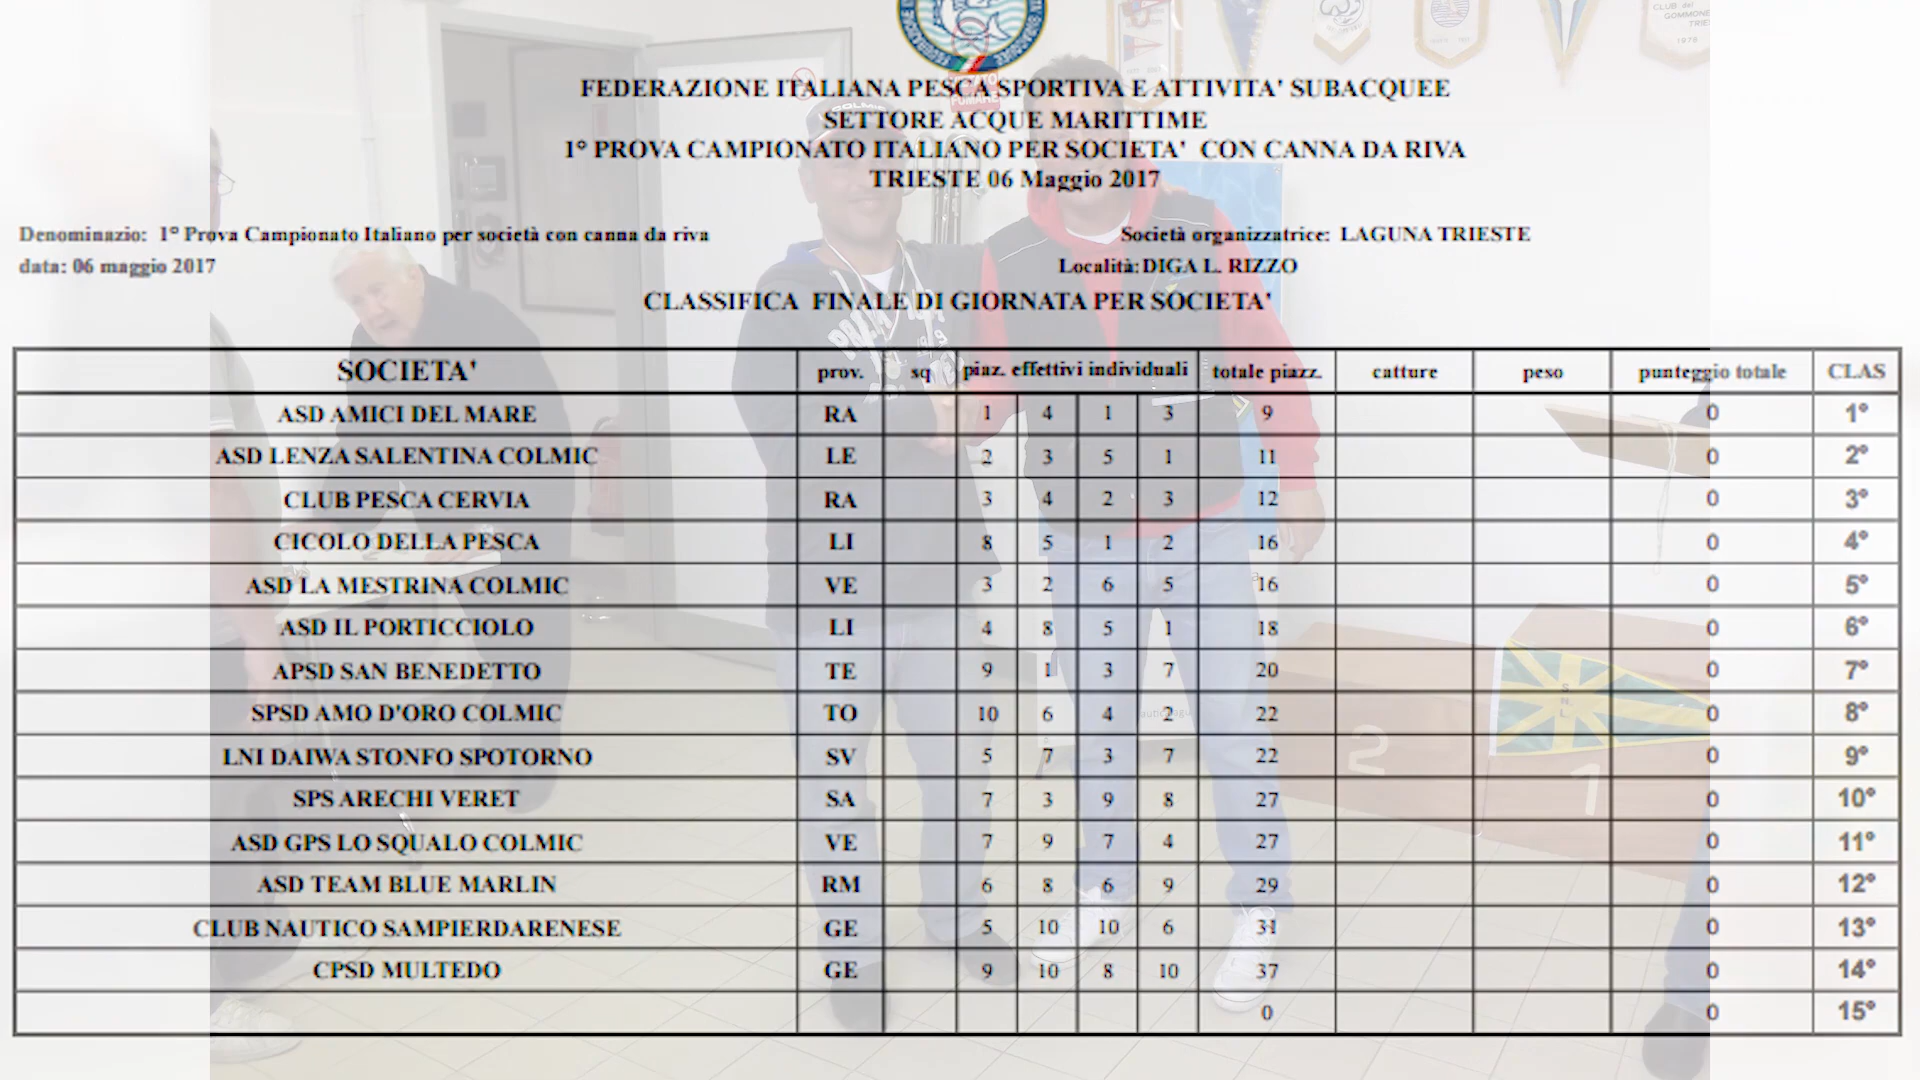 FEDERAZIONE ITALIANA PESCA SPORTIVA E ATTIVITA' SUBACQUEE
SETTORE ACQUE MARITTIME
1° PROVA CAMPIONATO ITALIANO PER SOCIETA' CON CANNA DA RIVA
TRIESTE 06 Maggio 2017
Denominazio: 1° Prova Campionato Italiano per società con canna da riva Società organizzatrice: LAGUNA TRIESTE
data: 06 maggio 2017 Località: DIGA L. RIZZO
CLASSIFICA FINALE DI GIORNATA PER SOCIETA'
SOCIETA' prov. sq piaz. effettivi individuali totale piazz. catture peso punteggio totale CLAS
ASD AMICI DEL MARE RA 1 4 1 3 9 0 1°
ASD LENZA SALENTINA COLMIC LE 2 3 5 1 11 0 2°
CLUB PESCA CERVIA RA 3 4 2 3 12 0 3°
CICOLO DELLA PESCA LI 8 5 1 2 16 0 4°
ASD LA MESTRINA COLMIC VE 3 2 6 5 16 0 5°
ASD IL PORTICCIOLO LI 4 8 5 1 18 0 6°
APSD SAN BENEDETTO TE 9 1 3 7 20 0 7°
SPSD AMO D'ORO COLMIC TO 10 6 4 2 22 0 8°
LNI DAIWA STONFO SPOTORNO SV 5 7 3 7 22 0 9°
SPS ARECHI VERET SA 7 3 9 8 27 0 10°
ASD GPS LO SQUALO COLMIC VE 7 9 7 4 27 0 11°
ASD TEAM BLUE MARLIN RM 6 8 6 9 29 0 12°
CLUB NAUTICO SAMPIERDARENESE GE 5 10 10 6 31 0 13°
CPSD MULTEDO GE 9 10 8 10 37 0 14°
0 0 15°
COLMIC
FUMARE
CLUB del
GOMMONE
1978
2
1